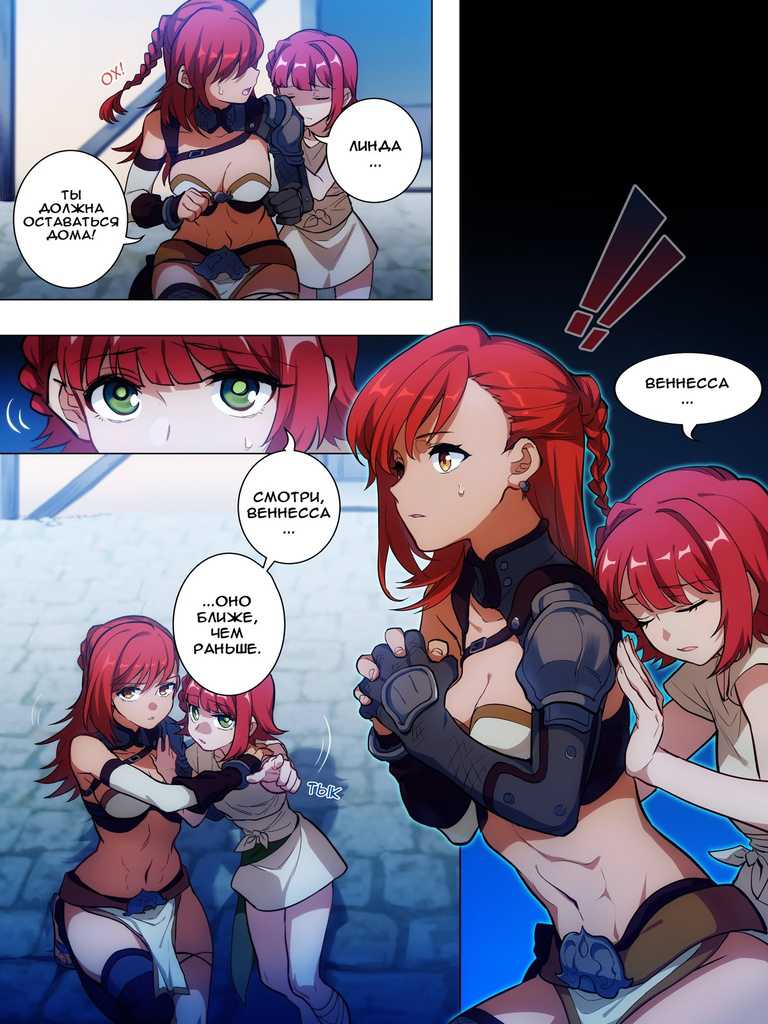 ОХ!
ЛИНДА
...
ТЫ
ДОЛЖНА
ОСТАВАТЬСЯ
ДОМА!
!!
ВЕННЕССА
...
СМОТРИ,
ВЕННЕССА
...
...ОНО
БЛИЖЕ,
ЧЕМ
РАНЬШЕ.
ТЫК